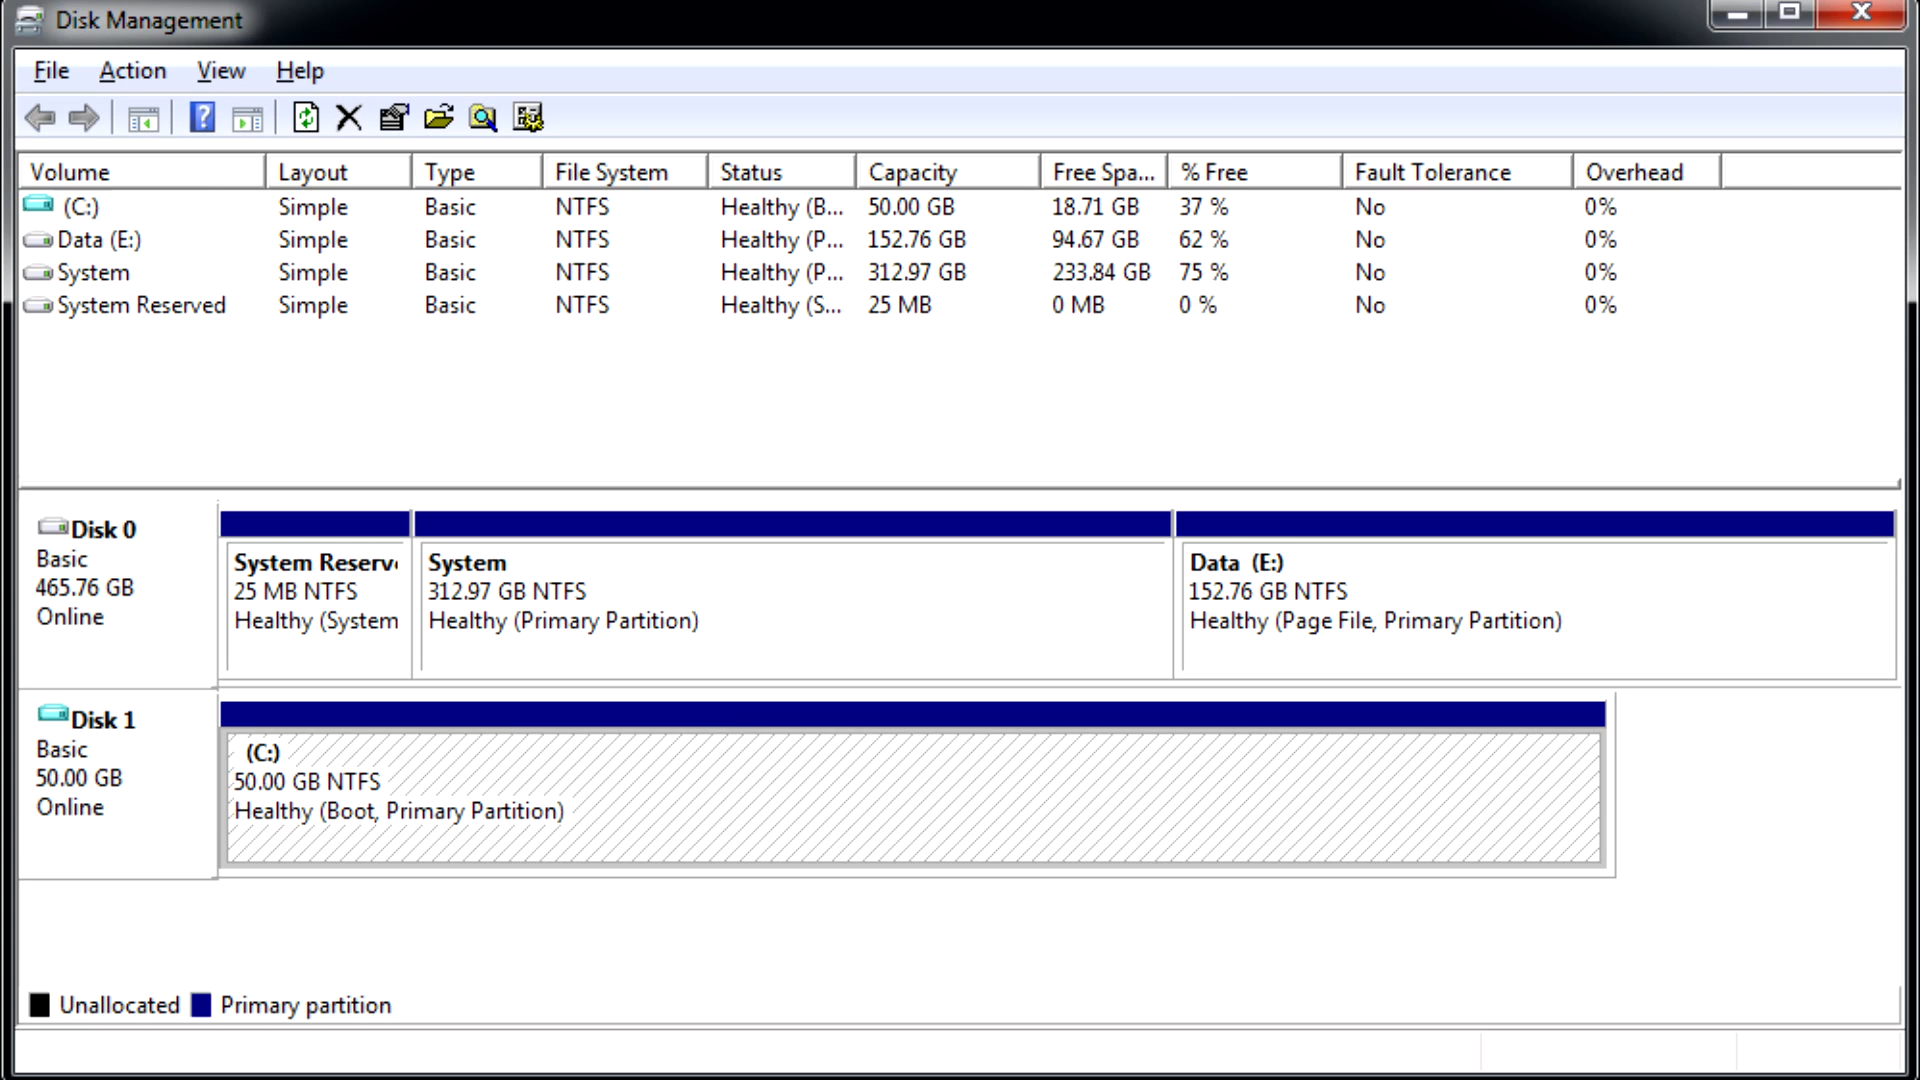 Disk Management
File Action View Help
Volume Layout Type File System Status Capacity Free Spa... % Free Fault Tolerance Overhead
(C:) Simple Basic NTFS Healthy (B... 50.00 GB 18.71 GB 37 % No 0%
Data (E:) Simple Basic NTFS Healthy (P... 152.76 GB 94.67 GB 62 % No 0%
System Simple Basic NTFS Healthy (P... 312.97 GB 233.84 GB 75 % No 0%
System Reserved Simple Basic NTFS Healthy (S... 25 MB 0 MB 0 % No 0%
Disk 0
Basic
465.76 GB
Online
System Reserv
25 MB NTFS
Healthy (System
System
312.97 GB NTFS
Healthy (Primary Partition)
Data (E:)
152.76 GB NTFS
Healthy (Page File, Primary Partition)
Disk 1
Basic
50.00 GB
Online
(C:)
50.00 GB NTFS
Healthy (Boot, Primary Partition)
Unallocated Primary partition